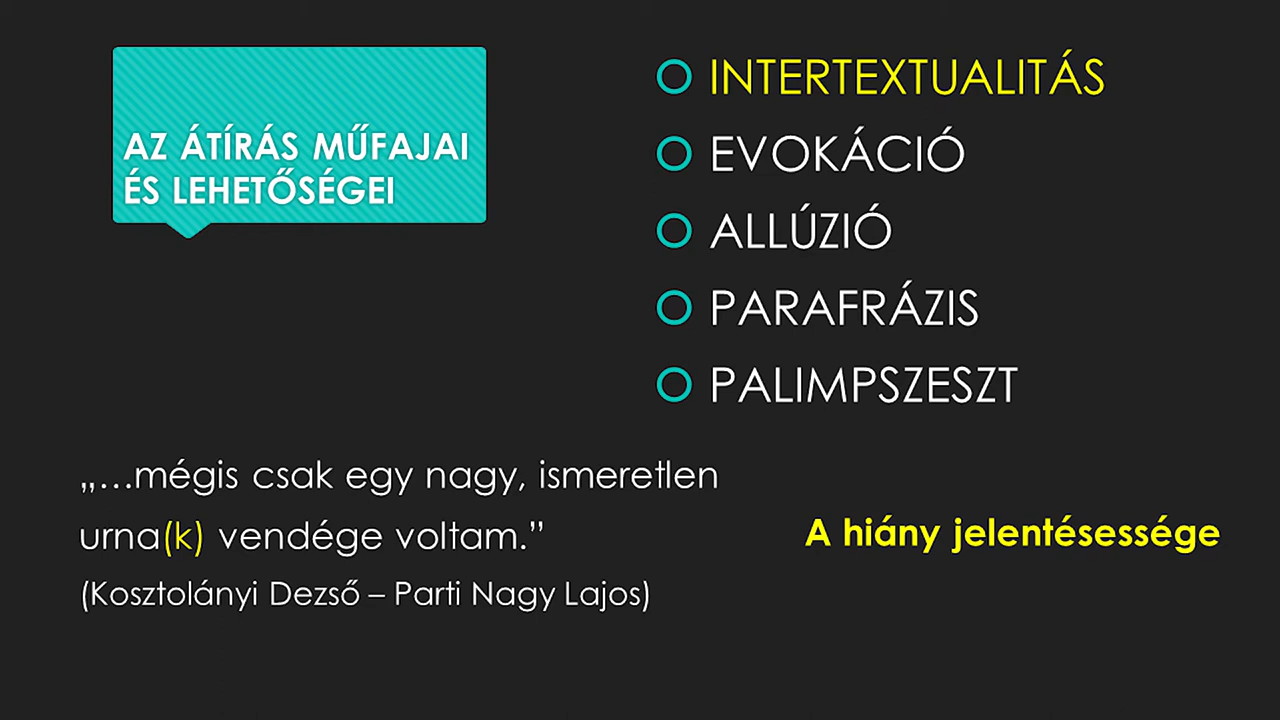 AZ ÁTÍRÁS MŰFAJAI
ÉS LEHETŐSÉGEI
INTERTEXTUALITÁS
EVOKÁCIÓ
ALLÚZIÓ
PARAFRÁZIS
PALIMPSZESZT
„…mégis csak egy nagy, ismeretlen
urna(k) vendége voltam.”
(Kosztolányi Dezső – Parti Nagy Lajos)
A hiány jelentésessége